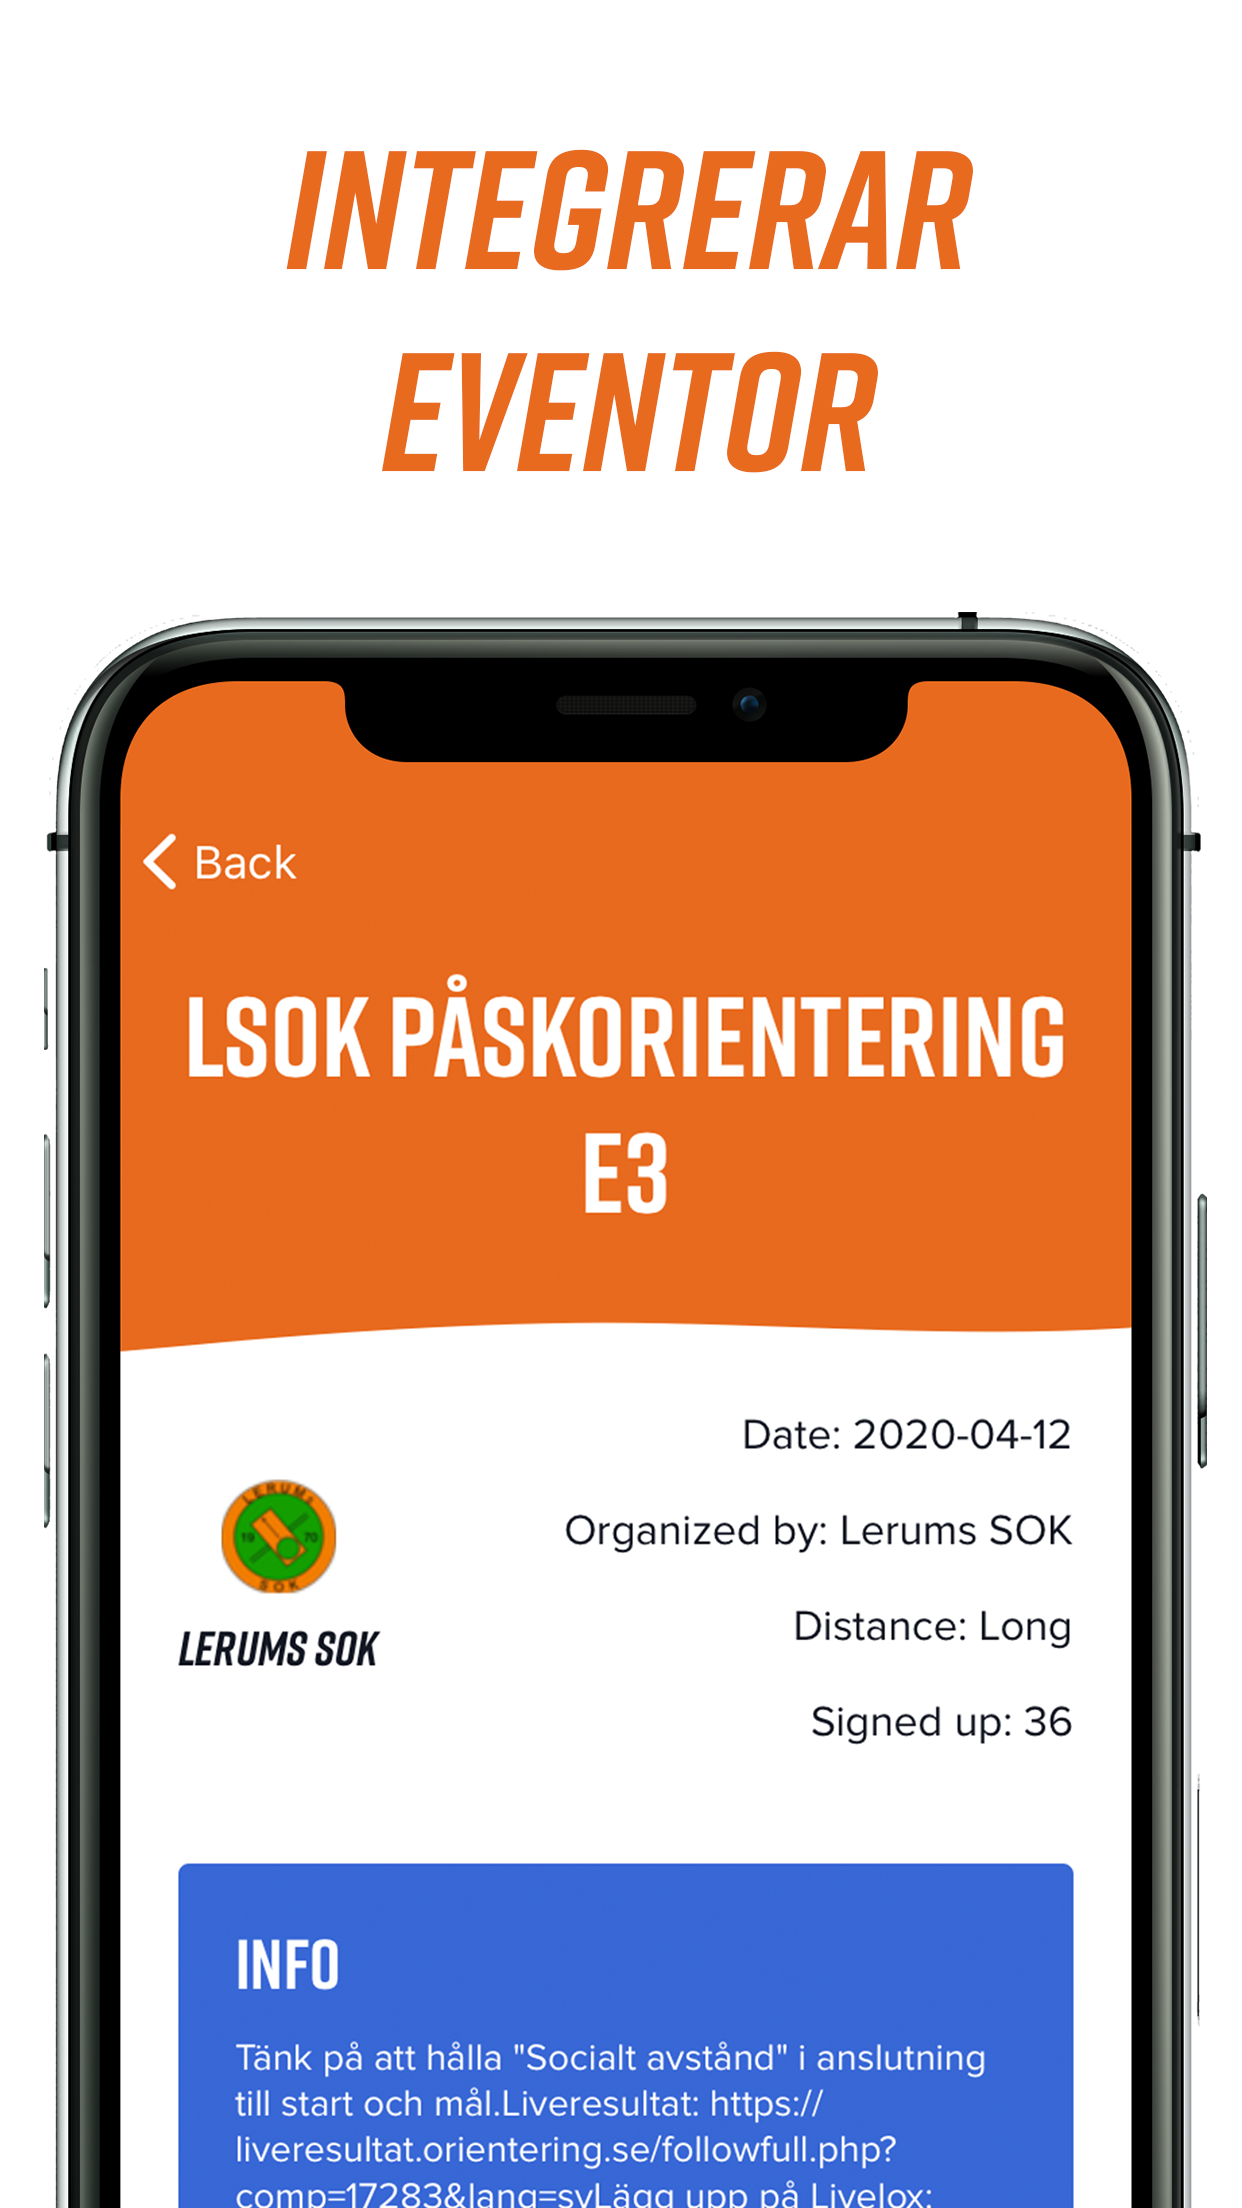 INTEGRERAR
EVENTOR
Back
LSOK PÅSKORIENTERING
E3
Date: 2020-04-12
Organized by: Lerums SOK
Distance: Long
Signed up: 36
LERUMS
19 70
SOK
LERUMS SOK
INFO
Tänk på att hålla "Socialt avstånd" i anslutning
till start och mål.Liveresultat: https://
liveresultat.orientering.se/followfull.php?
comp=17283&lang=svLägg upp på Livelox: